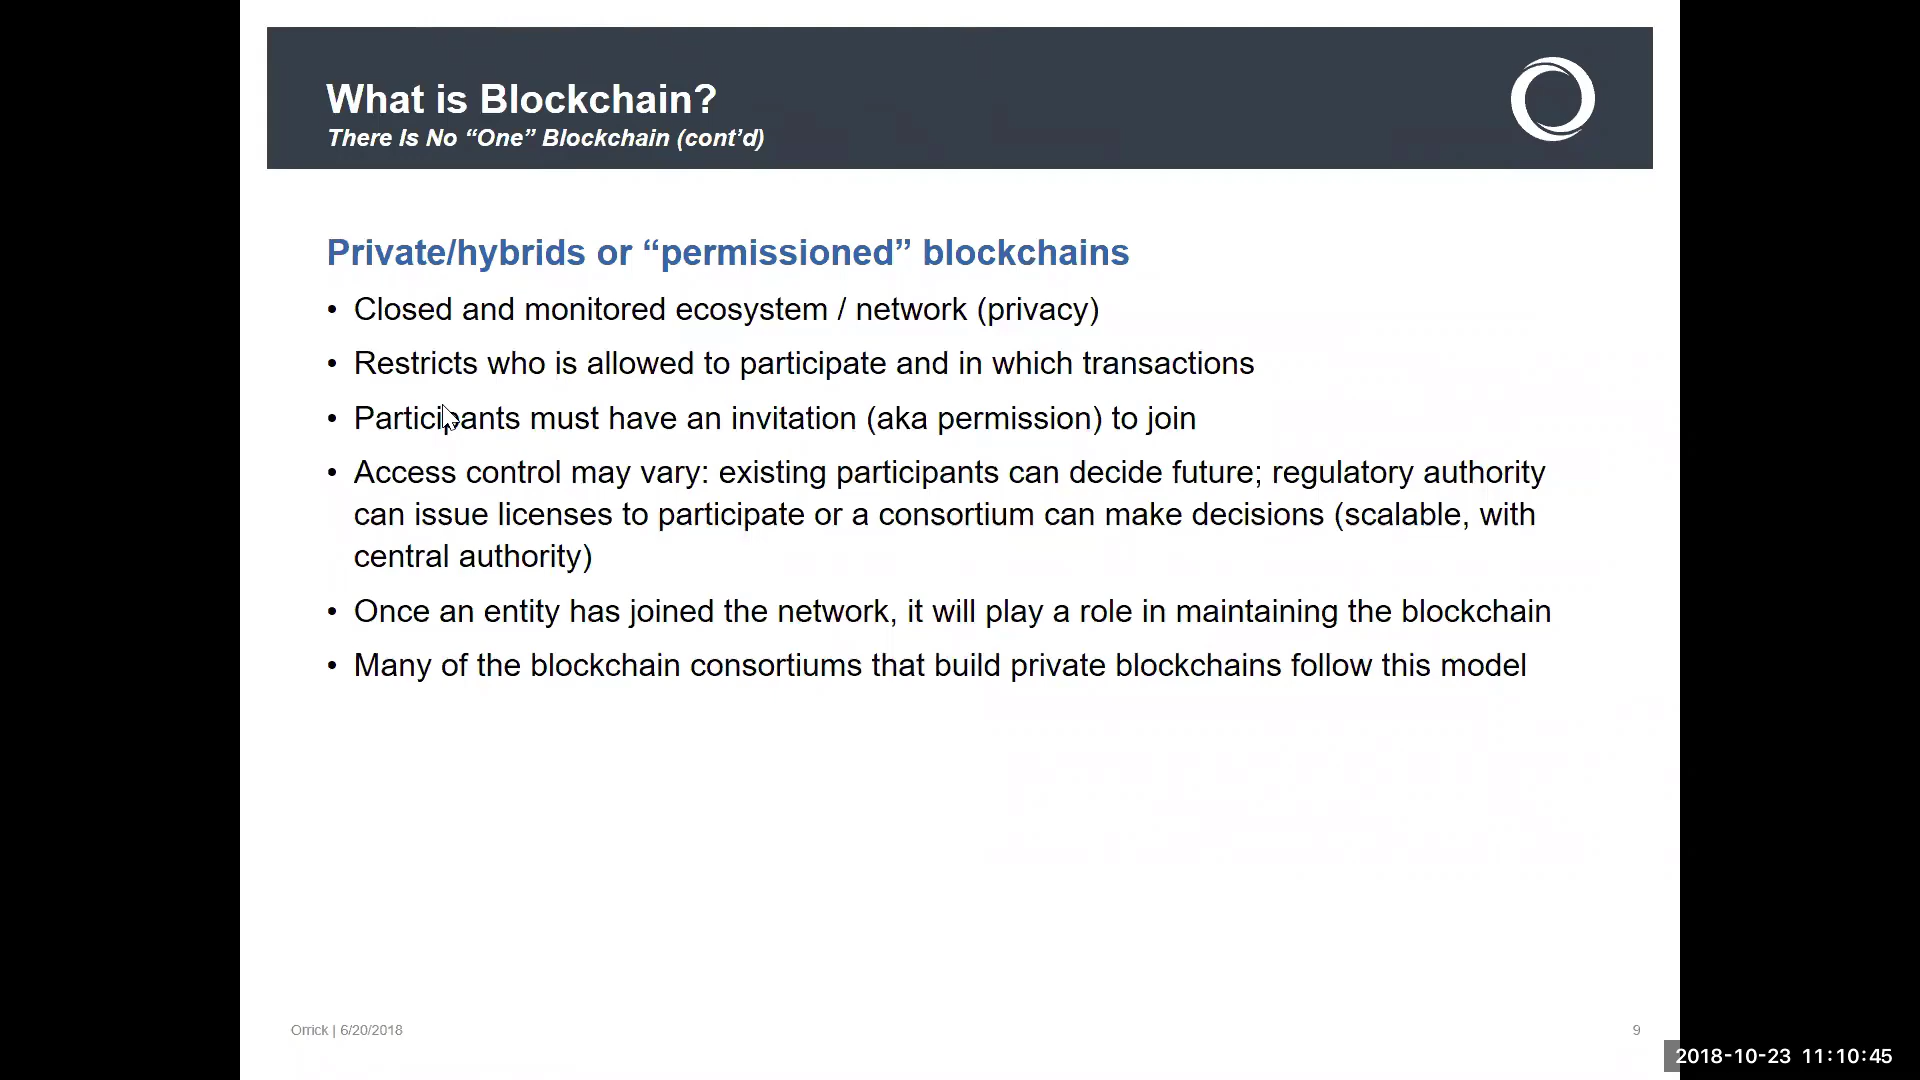 What is Blockchain?
There Is No “One” Blockchain (cont’d)
Private/hybrids or “permissioned” blockchains
• Closed and monitored ecosystem / network (privacy)
• Restricts who is allowed to participate and in which transactions
• Participants must have an invitation (aka permission) to join
• Access control may vary: existing participants can decide future; regulatory authority
can issue licenses to participate or a consortium can make decisions (scalable, with
central authority)
• Once an entity has joined the network, it will play a role in maintaining the blockchain
• Many of the blockchain consortiums that build private blockchains follow this model
Orrick | 6/20/2018
9
2018-10-23 11:10:45